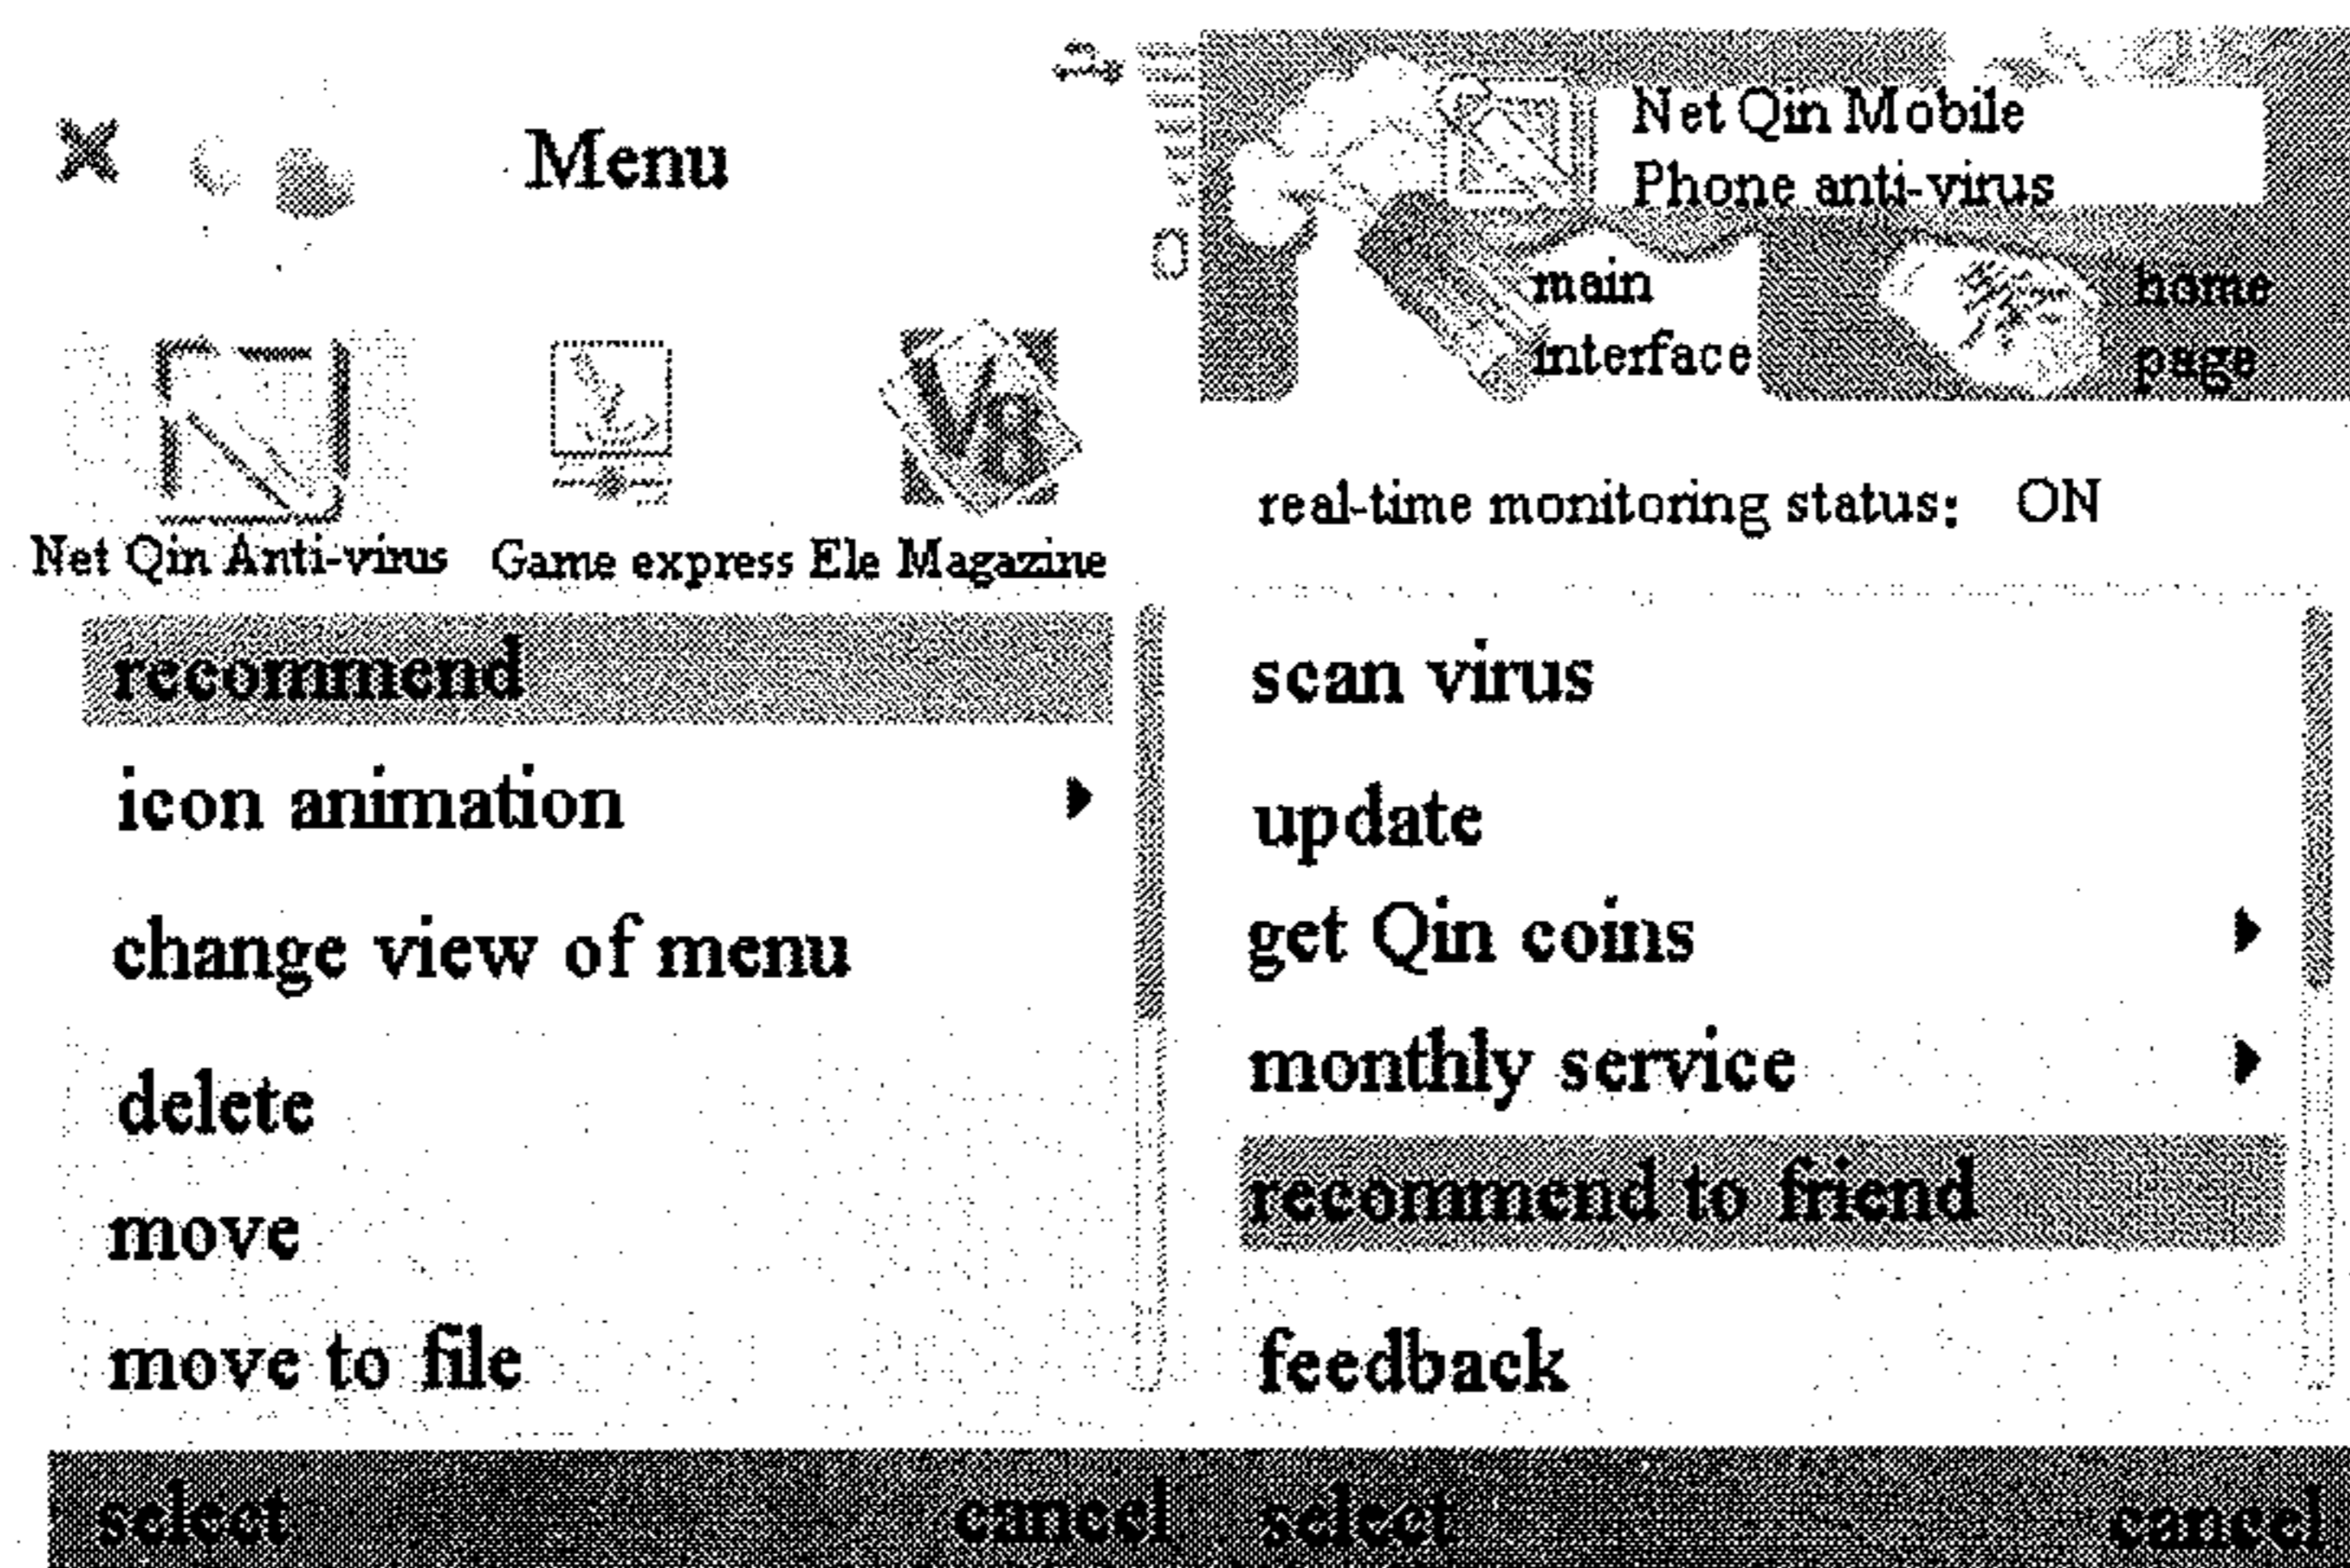 Menu
Net Qin Anti-virus
Game express
Ele Magazine
V8
recommend
icon animation
change view of menu
delete
move
move to file
select
cancel
Net Qin Mobile
Phone anti-virus
main
interface
home
page
real-time monitoring status: ON
scan virus
update
get Qin coins
monthly service
recommend to friend
feedback
select
cancel